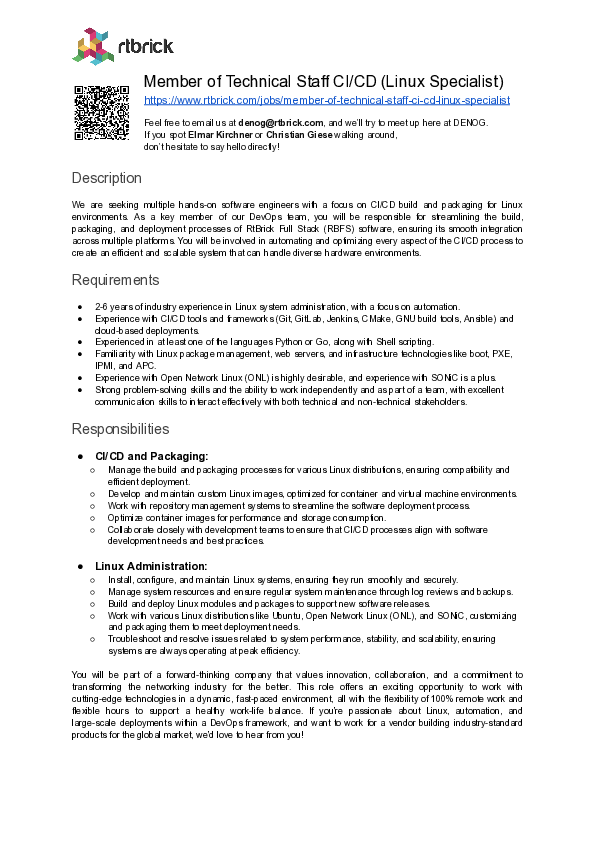 rtbrick
Member of Technical Staff CI/CD (Linux Specialist)
https://www.rtbrick.com/jobs/member-of-technical-staff-ci-cd-linux-specialist
Feel free to email us at denog@rtbrick.com, and we'll try to meet up here at DENOG.
If you spot Elmar Kirchner or Christian Giese walking around,
don't hesitate to say hello directly!
Description
We are seeking multiple hands-on software engineers with a focus on CI/CD build and packaging for Linux
environments. As a key member of our DevOps team, you will be responsible for streamlining the build,
packaging, and deployment processes of RtBrick Full Stack (RBFS) software, ensuring its smooth integration
across multiple platforms. You will be involved in automating and optimizing every aspect of the CI/CD process to
create an efficient and scalable system that can handle diverse hardware environments.
Requirements
● 2-6 years of industry experience in Linux system administration, with a focus on automation.
● Experience with CI/CD tools and frameworks (Git, GitLab, Jenkins, CMake, GNU build tools, Ansible) and
cloud-based deployments.
● Experienced in at least one of the languages Python or Go, along with Shell scripting.
● Familiarity with Linux package management, web servers, and infrastructure technologies like boot, PXE,
IPMI, and APC.
● Experience with Open Network Linux (ONL) is highly desirable, and experience with SONiC is a plus.
● Strong problem-solving skills and the ability to work independently and as part of a team, with excellent
communication skills to interact effectively with both technical and non-technical stakeholders.
Responsibilities
● CI/CD and Packaging:
○ Manage the build and packaging processes for various Linux distributions, ensuring compatibility and
efficient deployment.
○ Develop and maintain custom Linux images, optimized for container and virtual machine environments.
○ Work with repository management systems to streamline the software deployment process.
○ Optimize container images for performance and storage consumption.
○ Collaborate closely with development teams to ensure that CI/CD processes align with software
development needs and best practices.
● Linux Administration:
○ Install, configure, and maintain Linux systems, ensuring they run smoothly and securely.
○ Manage system resources and ensure regular system maintenance through log reviews and backups.
○ Build and deploy Linux modules and packages to support new software releases.
○ Work with various Linux distributions like Ubuntu, Open Network Linux (ONL), and SONiC, customizing
and packaging them to meet deployment needs.
○ Troubleshoot and resolve issues related to system performance, stability, and scalability, ensuring
systems are always operating at peak efficiency.
You will be part of a forward-thinking company that values innovation, collaboration, and a commitment to
transforming the networking industry for the better. This role offers an exciting opportunity to work with
cutting-edge technologies in a dynamic, fast-paced environment, all with the flexibility of 100% remote work and
flexible hours to support a healthy work-life balance. If you're passionate about Linux, automation, and
large-scale deployments within a DevOps framework, and want to work for a vendor building industry-standard
products for the global market, we'd love to hear from you!